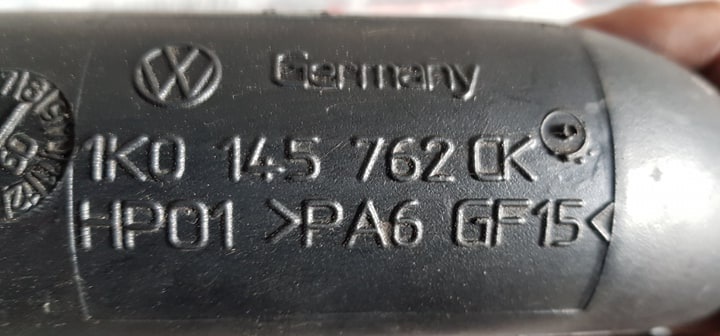 Germany
1K0 145 762 CK
HP01 >PA6 GF15<